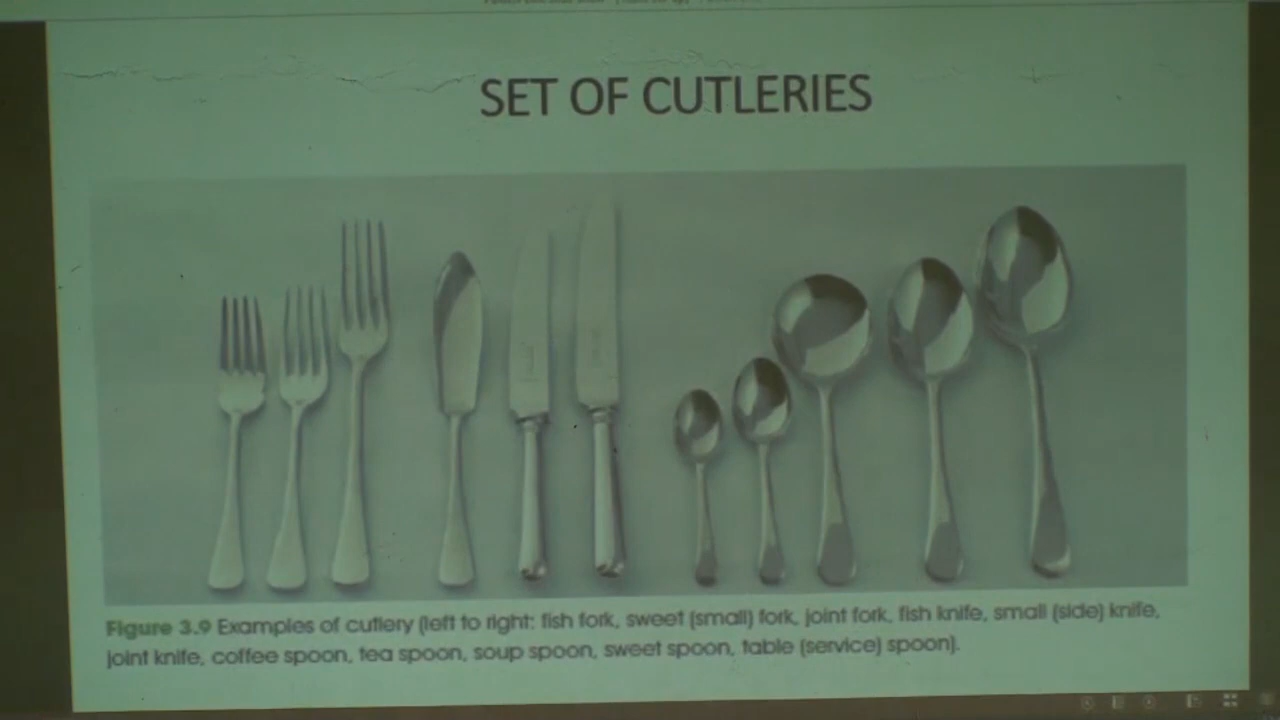 SET OF CUTLERIES
Figure 3.9 Examples of cutlery (left to right: fish fork, sweet (small) fork, joint fork, fish knife, small (side) knife,
joint knife, coffee spoon, tea spoon, soup spoon, sweet spoon, table (service) spoon).